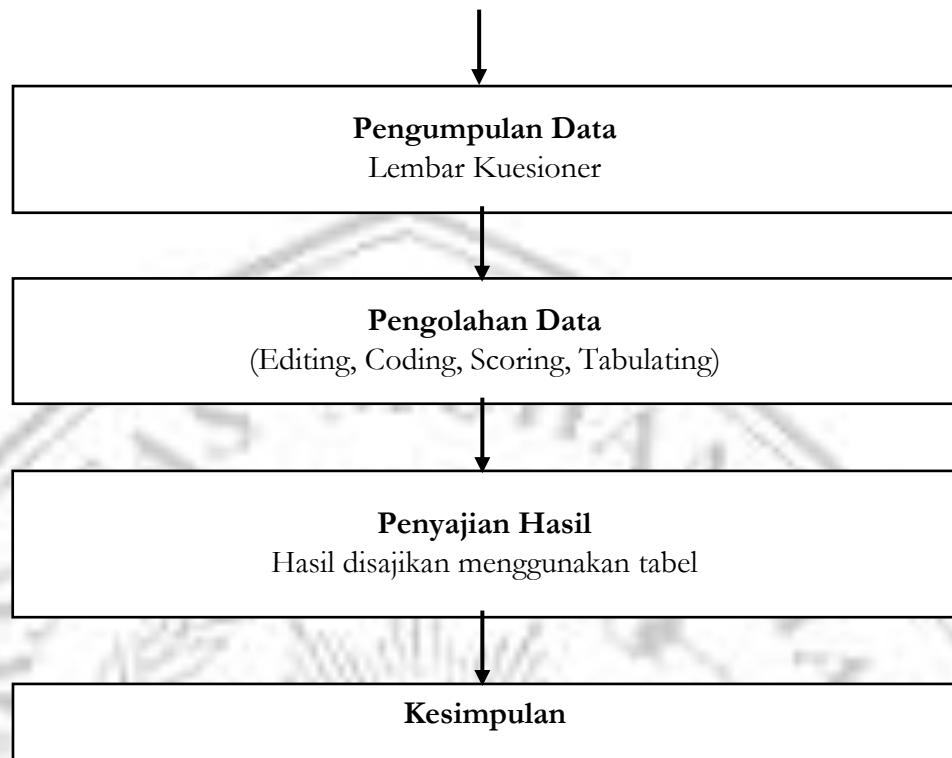 Pengumpulan Data
Lembar Kuesioner
Pengolahan Data
(Editing, Coding, Scoring, Tabulating)
Penyajian Hasil
Hasil disajikan menggunakan tabel
Kesimpulan